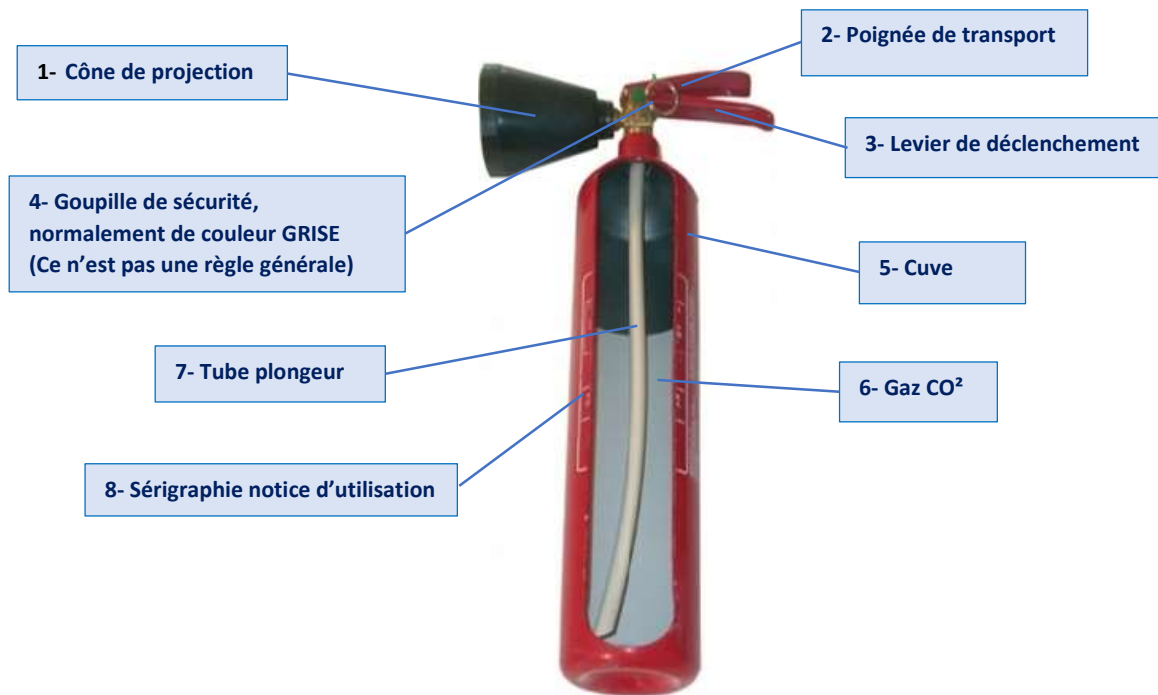 1- Cône de projection
2- Poignée de transport
3- Levier de déclenchement
4- Goupille de sécurité,
normalement de couleur GRISE
(Ce n’est pas une règle générale)
5- Cuve
7- Tube plongeur
6- Gaz CO²
8- Sérigraphie notice d’utilisation